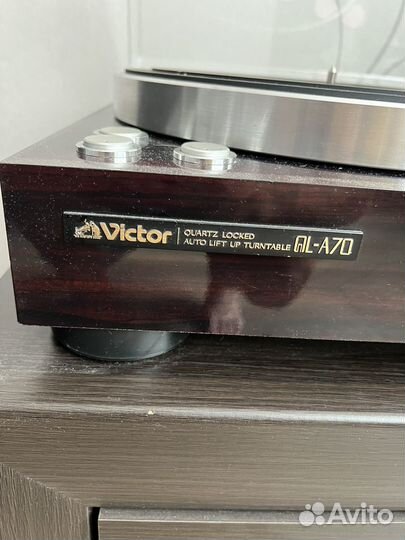 Victor
QUARTZ LOCKED
AUTO LIFT UP TURNTABLE QL-A70
Avito